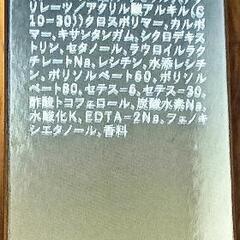 リレーツ/アクリル酸アルキル(C
10=30))クロスポリマー、カルボ
マー、キサンタンガム、シクロデキス
トリン、セタノール、ラウロイルラク
チレートNa、レシチン、水添レシチ
ン、ポリソルベート60、ポリソル
ベート80、セテス=6、セテス=30、
酢酸トコフェロール、炭酸水素Na、
水酸化K、EDTA=2Na、フェノキ
シエタノール、香料